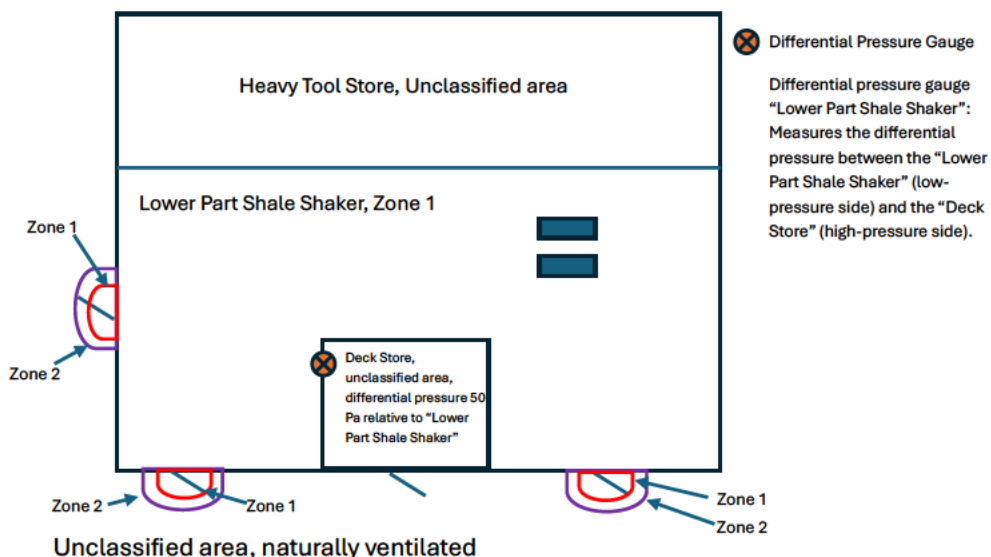 Heavy Tool Store, Unclassified area
Differential Pressure Gauge
Differential pressure gauge
“Lower Part Shale Shaker”:
Measures the differential
pressure between the “Lower
Part Shale Shaker” (low-
pressure side) and the “Deck
Store” (high-pressure side).
Lower Part Shale Shaker, Zone 1
Zone 1
Zone 2
Deck Store,
unclassified area,
differential pressure 50
Pa relative to “Lower
Part Shale Shaker”
Zone 2
Zone 1
Zone 1
Zone 2
Unclassified area, naturally ventilated